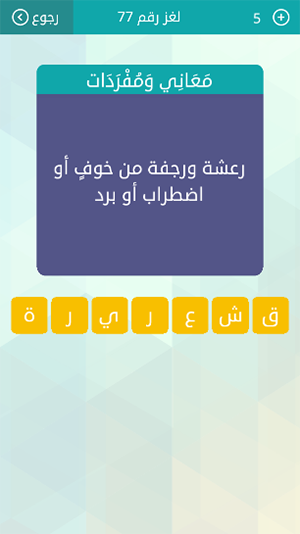 رجوع لغز رقم 77 5
مَعَانِي وَمُفْرَدَات
رعشة ورجفة من خوفٍ أو
اضطراب أو برد
ق ش ع ر ي ر ة